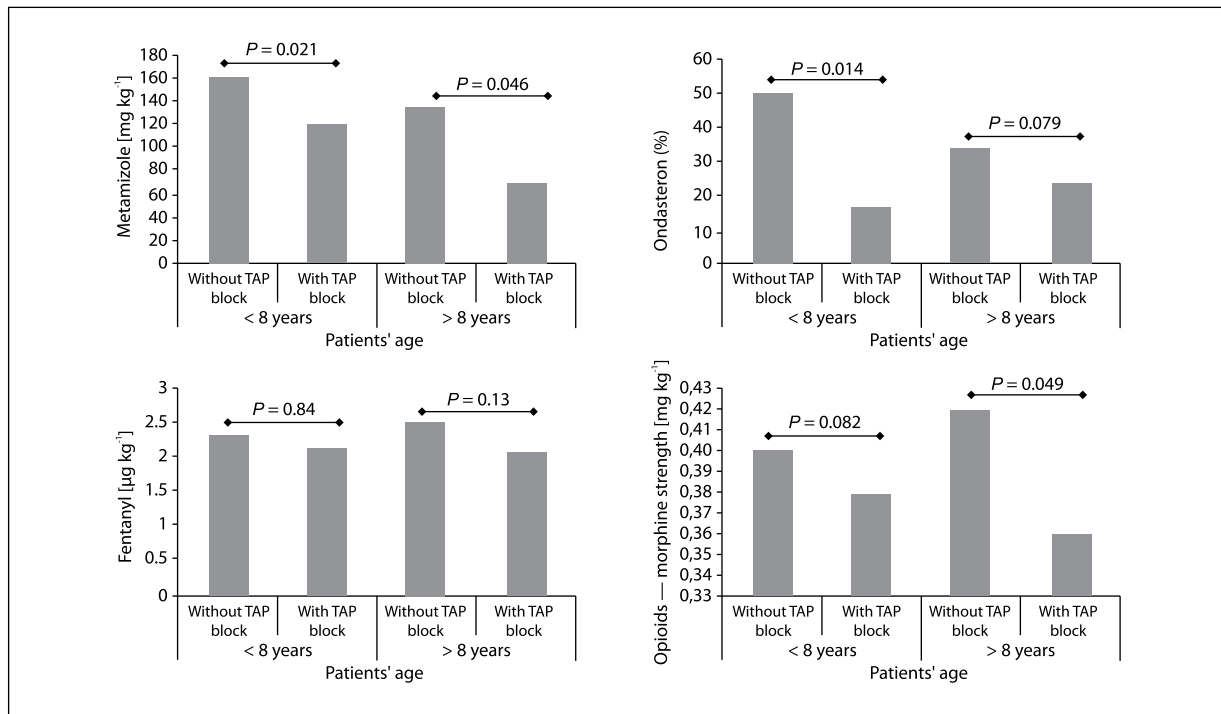 Metamizole [mg kg⁻¹]
180
160
140
120
100
80
60
40
20
0
P = 0.021
P = 0.046
Without TAP
block
With TAP
block
Without TAP
block
With TAP
block
< 8 years
> 8 years
Patients' age
Ondasteron (%)
60
50
40
30
20
10
0
P = 0.014
P = 0.079
Without TAP
block
With TAP
block
Without TAP
block
With TAP
block
< 8 years
> 8 years
Patients' age
Fentanyl [µg kg⁻¹]
3
2.5
2
1.5
1
0.5
0
P = 0.84
P = 0.13
Without TAP
block
With TAP
block
Without TAP
block
With TAP
block
< 8 years
> 8 years
Patients' age
Opioids — morphine strength [mg kg⁻¹]
0,43
0,42
0,41
0,40
0,39
0,38
0,37
0,36
0,35
0,34
0,33
P = 0.082
P = 0.049
Without TAP
block
With TAP
block
Without TAP
block
With TAP
block
< 8 years
> 8 years
Patients' age